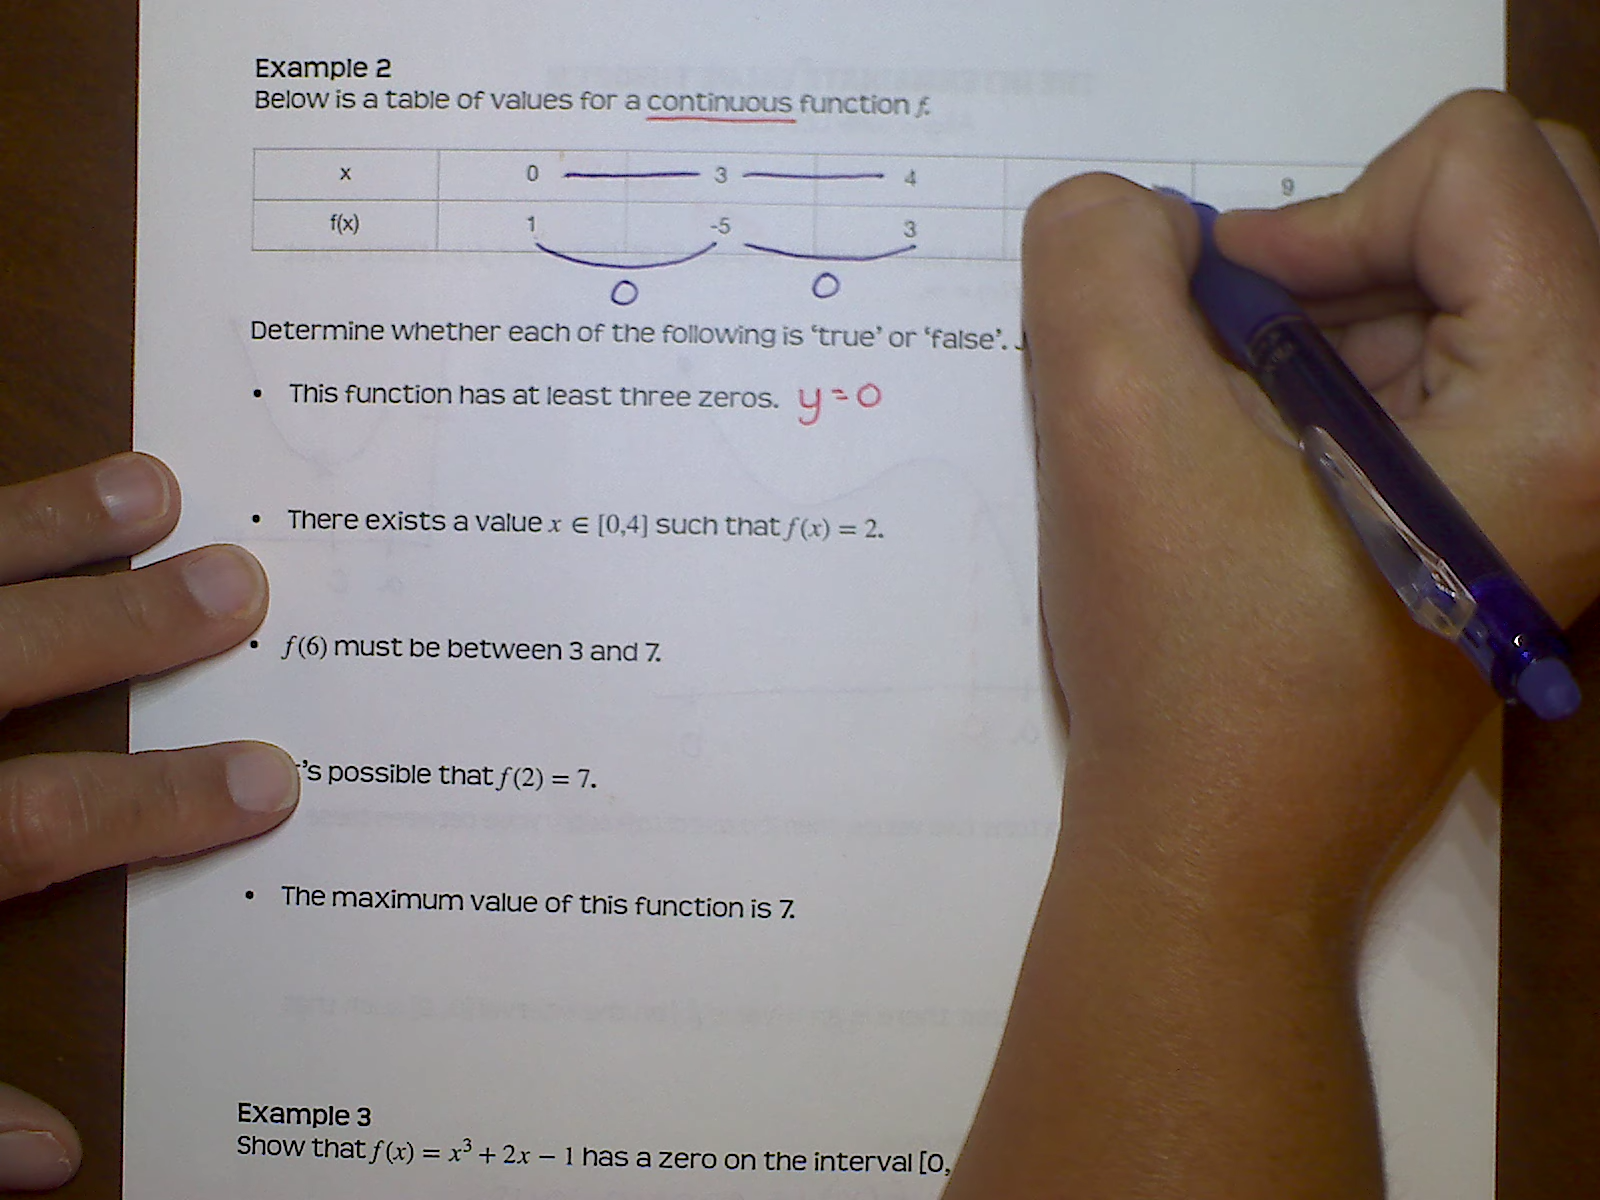 Example 2
Below is a table of values for a continuous function f.
x 0 3 4 9
f(x) 1 -5 3
0 0
Determine whether each of the following is ‘true’ or ‘false’.
• This function has at least three zeros. y=0
• There exists a value x ∈ [0,4] such that f(x) = 2.
• f(6) must be between 3 and 7.
’s possible that f(2) = 7.
• The maximum value of this function is 7.
Example 3
Show that f(x) = x³ + 2x − 1 has a zero on the interval [0,